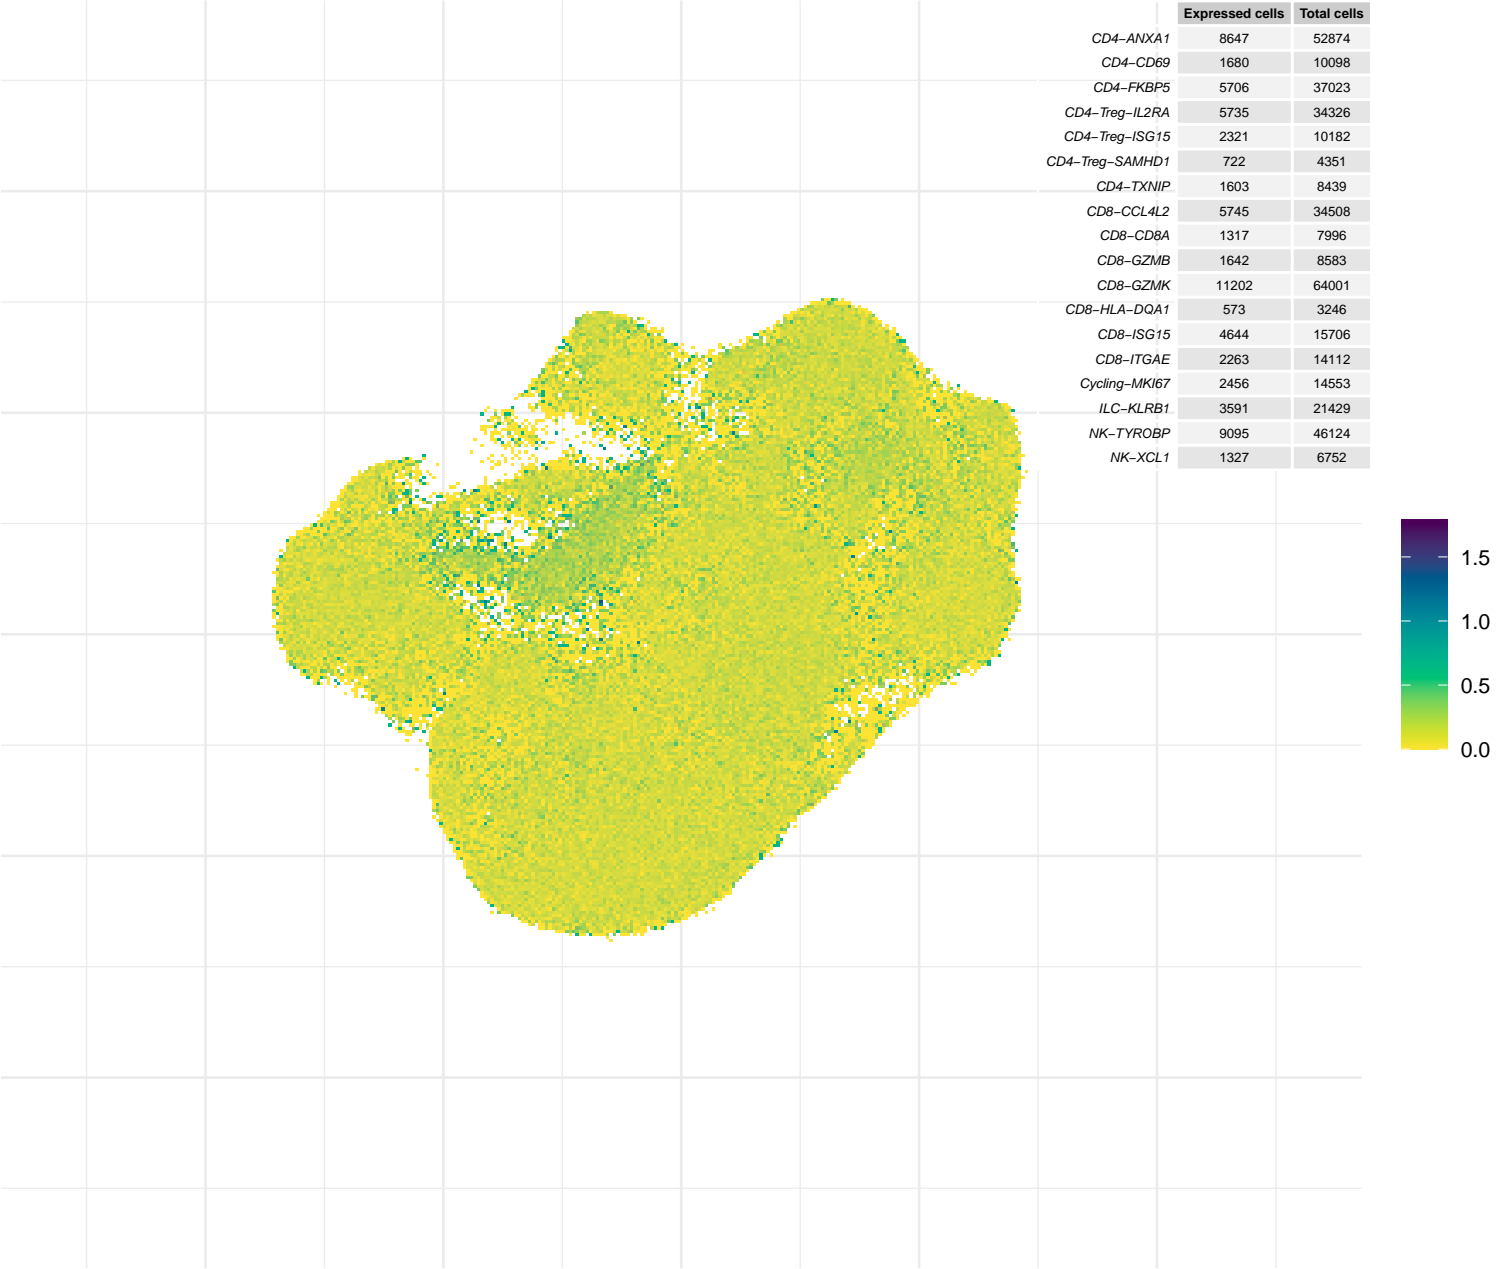 Expressed cells Total cells
CD4−ANXA1 8647 52874
CD4−CD69 1680 10098
CD4−FKBP5 5706 37023
CD4−Treg−IL2RA 5735 34326
CD4−Treg−ISG15 2321 10182
CD4−Treg−SAMHD1 722 4351
CD4−TXNIP 1603 8439
CD8−CCL4L2 5745 34508
CD8−CD8A 1317 7996
CD8−GZMB 1642 8583
CD8−GZMK 11202 64001
CD8−HLA−DQA1 573 3246
CD8−ISG15 4644 15706
CD8−ITGAE 2263 14112
Cycling−MKI67 2456 14553
ILC−KLRB1 3591 21429
NK−TYROBP 9095 46124
NK−XCL1 1327 6752
1.5
1.0
0.5
0.0